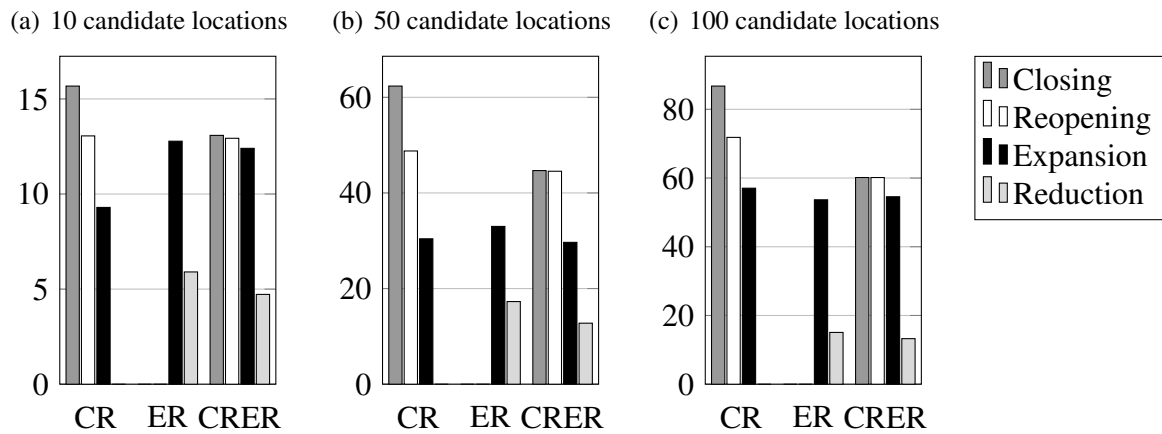 (a) 10 candidate locations
15
10
5
0
CR ER CRER
(b) 50 candidate locations
60
40
20
0
CR ER CRER
(c) 100 candidate locations
80
60
40
20
0
CR ER CRER
Closing
Reopening
Expansion
Reduction